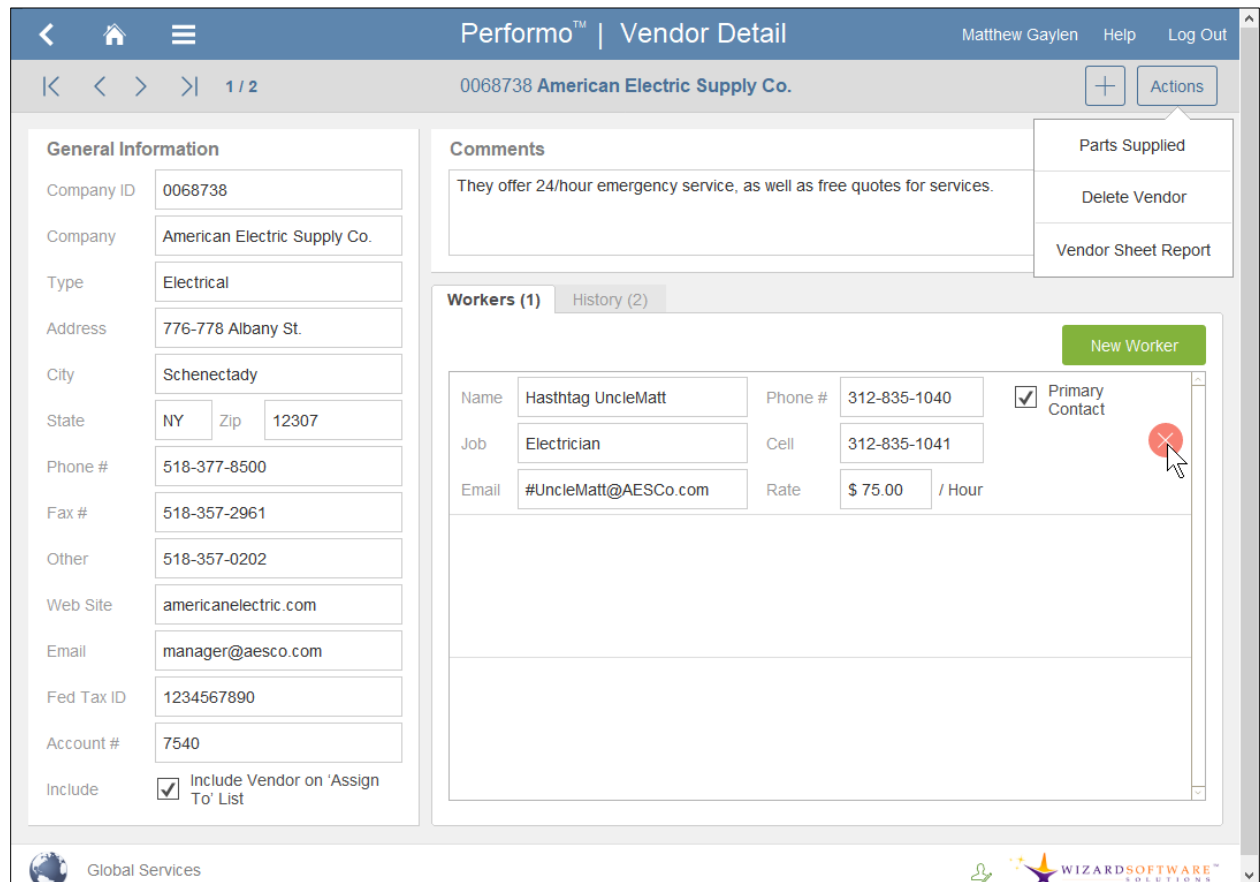 Performo™ | Vendor Detail
Matthew Gaylen Help Log Out
1 / 2
0068738 American Electric Supply Co.
Actions
Parts Supplied
Delete Vendor
Vendor Sheet Report
General Information
Company ID 0068738
Company American Electric Supply Co.
Type Electrical
Address 776-778 Albany St.
City Schenectady
State NY Zip 12307
Phone # 518-377-8500
Fax # 518-357-2961
Other 518-357-0202
Web Site americanelectric.com
Email manager@aesco.com
Fed Tax ID 1234567890
Account # 7540
Include Include Vendor on ‘Assign
To’ List
Comments
They offer 24/hour emergency service, as well as free quotes for services.
Workers (1) History (2)
New Worker
Name Hasthtag UncleMatt Phone # 312-835-1040 Primary
Contact
Job Electrician Cell 312-835-1041
Email #UncleMatt@AESCo.com Rate $ 75.00 / Hour
Global Services
WIZARDSOFTWARE™
SOLUTIONS